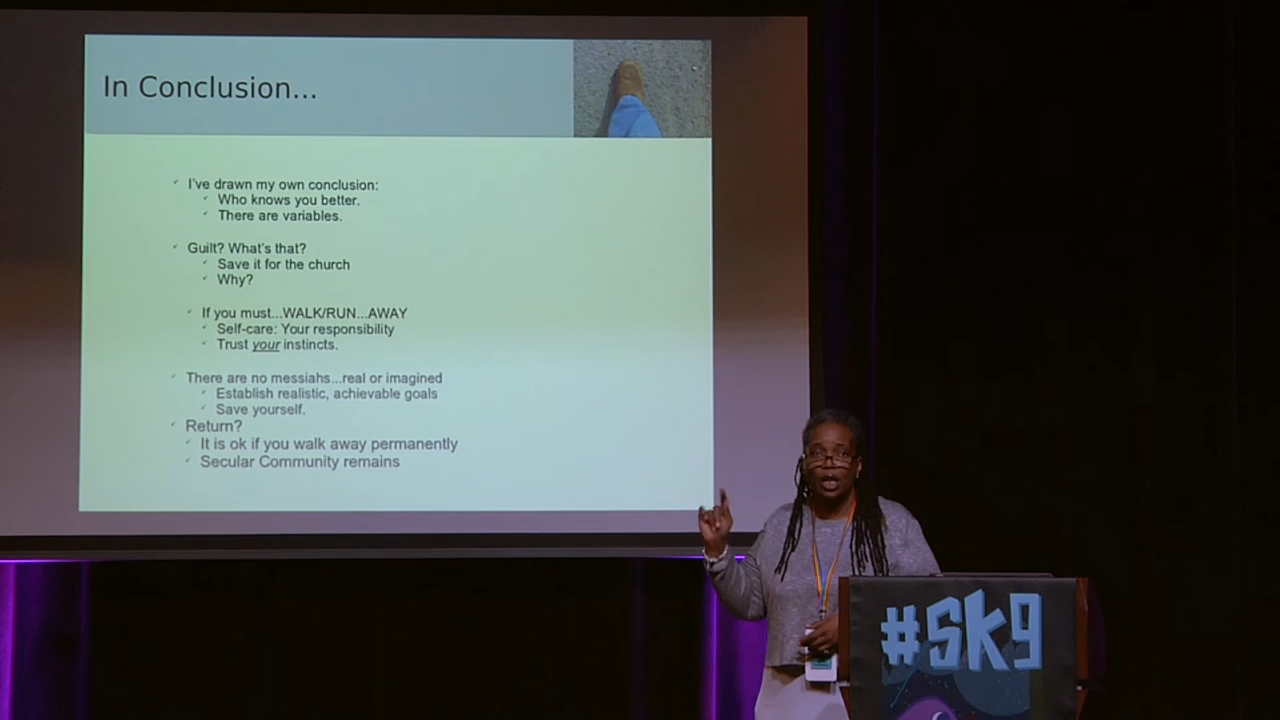 In Conclusion...
I've drawn my own conclusion:
Who knows you better.
There are variables.
Guilt? What's that?
Save it for the church
Why?
If you must...WALK/RUN...AWAY
Self-care: Your responsibility
Trust your instincts.
There are no messiahs...real or imagined
Establish realistic, achievable goals
Save yourself.
Return?
It is ok if you walk away permanently
Secular Community remains
#SK9